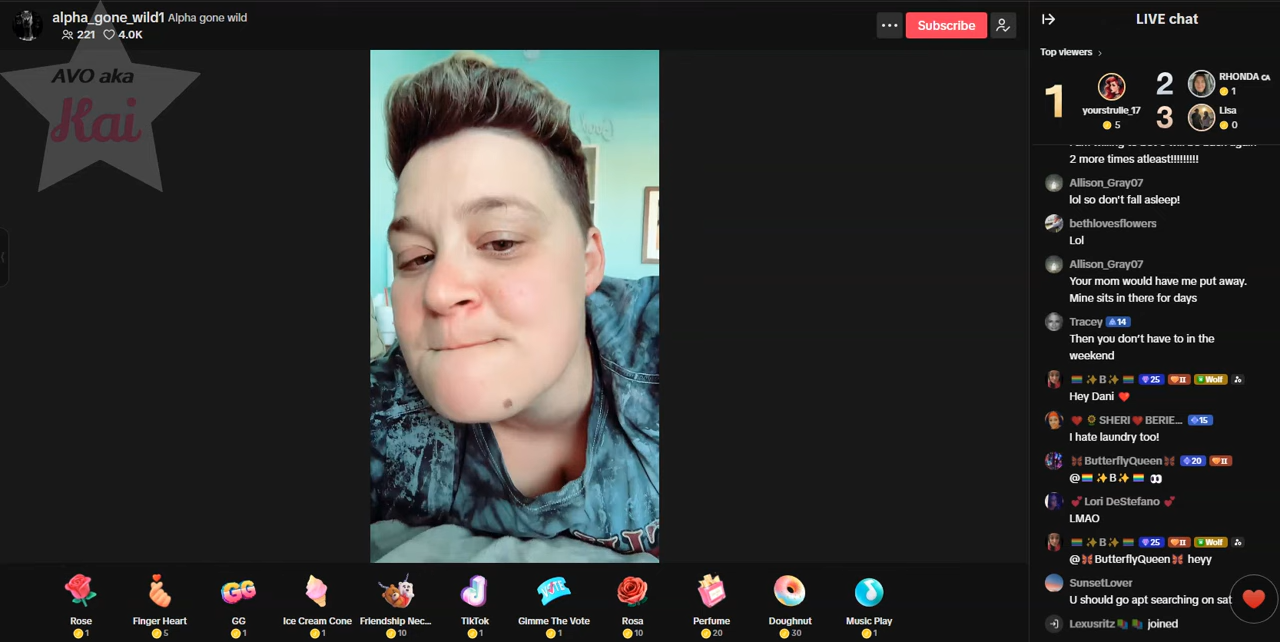 alpha_gone_wild1 Alpha gone wild
221 4.0K
AVO aka
Kai
Subscribe
LIVE chat
Top viewers >
1
yourstrulie_17
5
2
RHONDA CA
1
3
Lisa
0
2 more times atleast!!!!!!!!!
Allison_Gray07
lol so don't fall asleep!
bethlovesflowers
Lol
Allison_Gray07
Your mom would have me put away.
Mine sits in there for days
Tracey 14
Then you don't have to in the
weekend
B 25 II Wolf
Hey Dani
SHERI BERIE... 15
I hate laundry too!
ButterflyQueen 20 II
@ B
Lori DeStefano
LMAO
B 25 II Wolf
@ ButterflyQueen heyy
SunsetLover
U should go apt searching on sat
Lexusritz joined
GG
VOTE
Rose Finger Heart GG Ice Cream Cone Friendship Nec... TikTok Gimme The Vote Rosa Perfume Doughnut Music Play
1 5 1 1 10 1 1 10 20 30 1